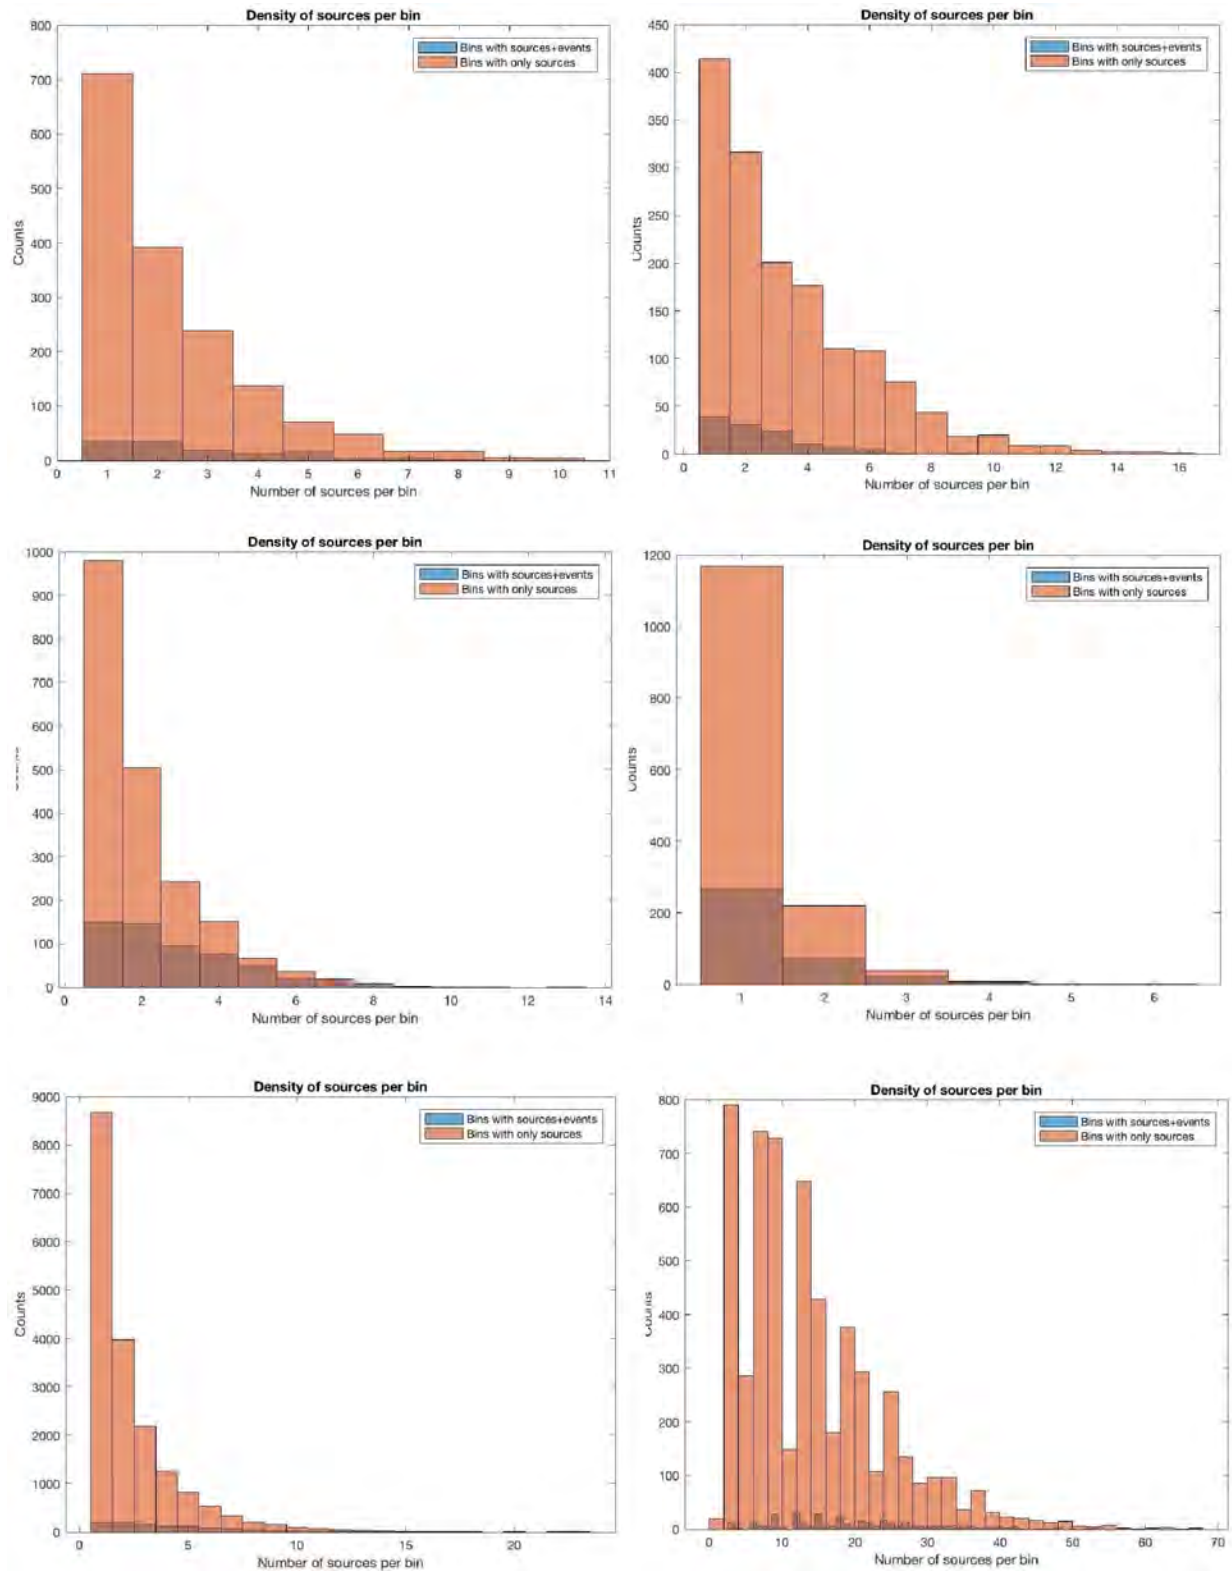 Density of sources per bin
800
700
600
500
400
300
200
100
0
Counts
Bins with sources+events
Bins with only sources
0 1 2 3 4 5 6 7 8 9 10 11
Number of sources per bin
Density of sources per bin
450
400
350
300
250
200
150
100
50
0
Counts
Bins with sources+events
Bins with only sources
0 2 4 6 8 10 12 14 16
Number of sources per bin
Density of sources per bin
1000
900
800
700
600
500
400
300
200
100
0
Bins with sources+events
Bins with only sources
0 2 4 6 8 10 12 14
Number of sources per bin
Density of sources per bin
1200
1000
800
600
400
200
0
Counts
Bins with sources+events
Bins with only sources
1 2 3 4 5 6
Number of sources per bin
Density of sources per bin
9000
8000
7000
6000
5000
4000
3000
2000
1000
0
Counts
Bins with sources+events
Bins with only sources
0 5 10 15 20
Number of sources per bin
Density of sources per bin
800
700
600
500
400
300
200
100
0
Counts
Bins with sources+events
Bins with only sources
0 10 20 30 40 50 60 70
Number of sources per bin